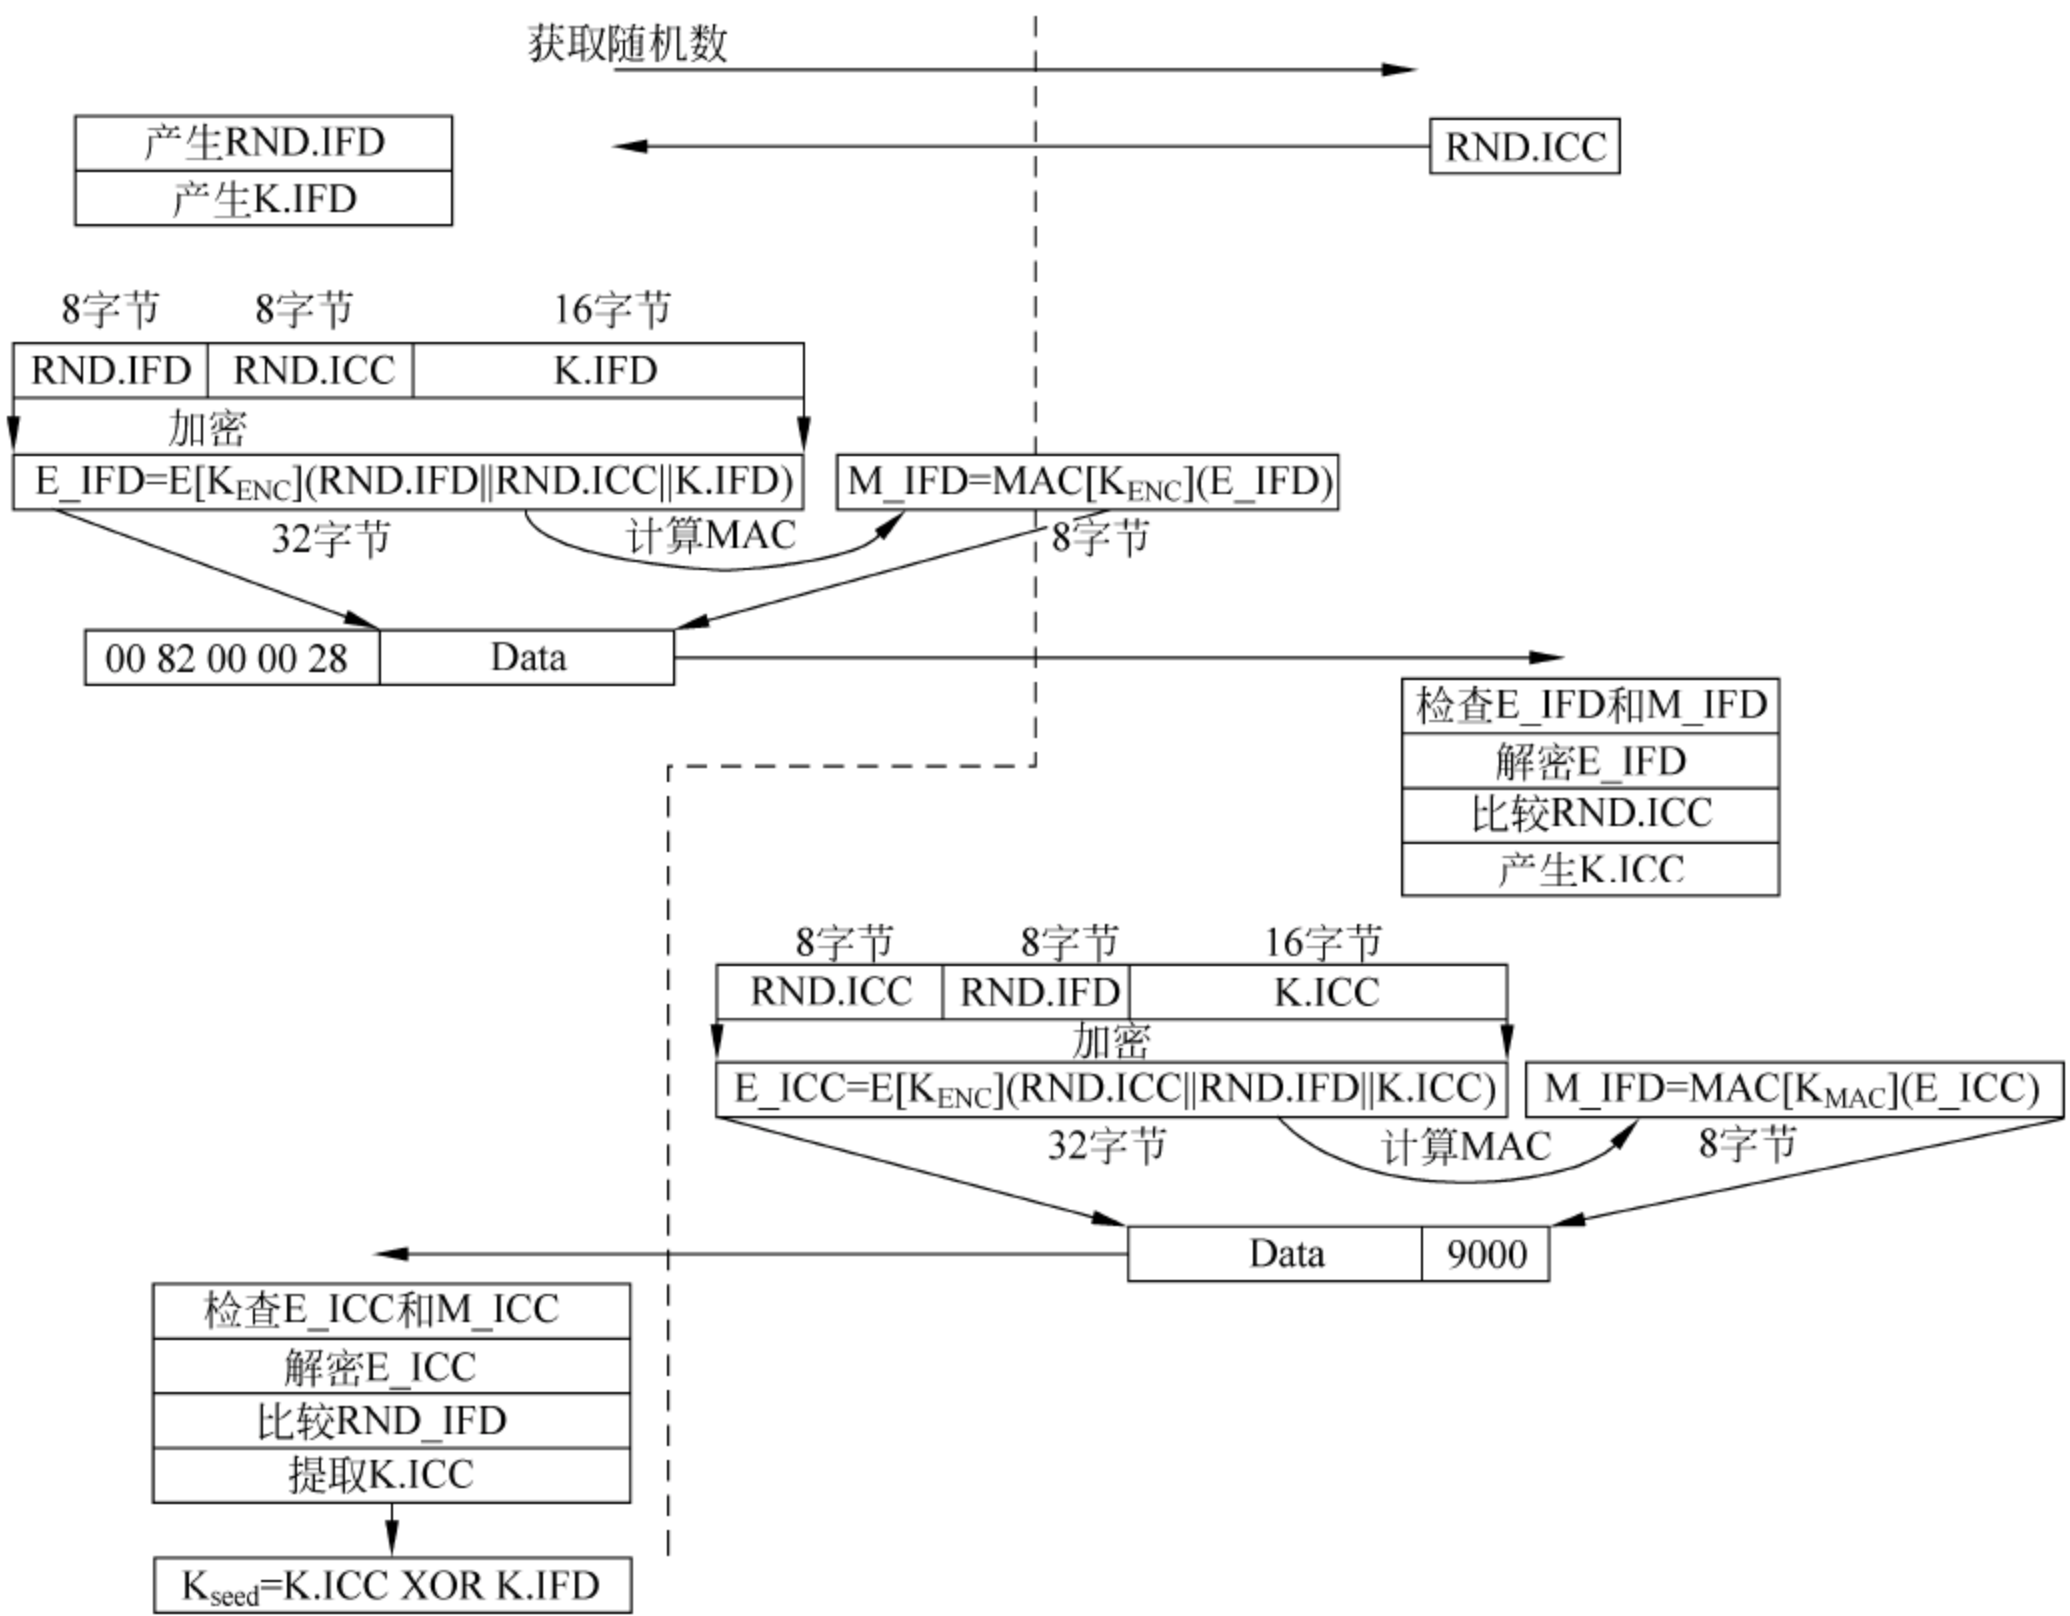 获取随机数
产生RND.IFD
RND.ICC
产生K.IFD
8字节 8字节 16字节
RND.IFD RND.ICC K.IFD
加密
E_IFD=E[KENC](RND.IFD||RND.ICC||K.IFD) M_IFD=MAC[KENC](E_IFD)
32字节 计算MAC 8字节
00 82 00 00 28 Data
检查E_IFD和M_IFD
解密E_IFD
比较RND.ICC
产生K.ICC
8字节 8字节 16字节
RND.ICC RND.IFD K.ICC
加密
E_ICC=E[KENC](RND.ICC||RND.IFD||K.ICC) M_IFD=MAC[KMAC](E_ICC)
32字节 计算MAC 8字节
Data 9000
检查E_ICC和M_ICC
解密E_ICC
比较RND_IFD
提取K.ICC
Kseed=K.ICC XOR K.IFD